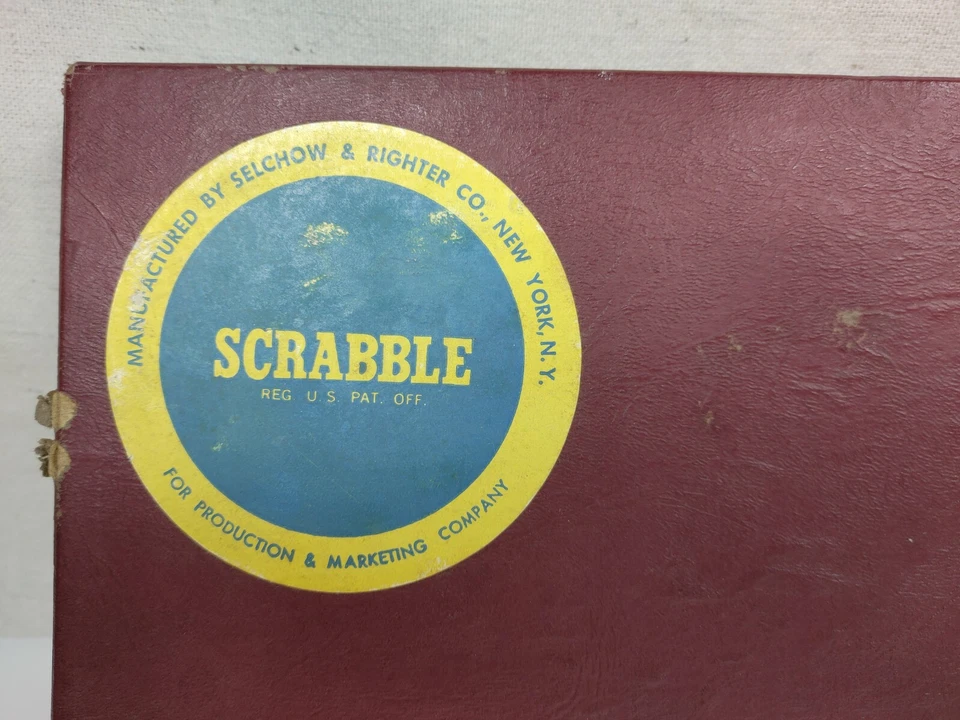 MANUFACTURED BY SELCHOW & RIGHTER CO., NEW YORK, N.Y.
SCRABBLE
REG U.S. PAT. OFF.
FOR PRODUCTION & MARKETING COMPANY